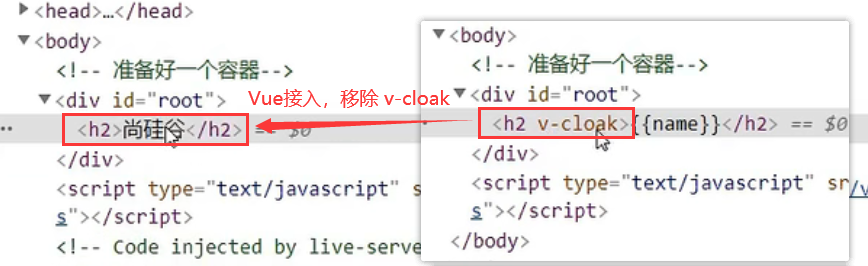 ▶<head>…</head>
▼<body>
<!-- 准备好一个容器-->
▼<div id="root">
<h2>尚硅谷</h2> == $0
</div>
<script type="text/javascript" s
s"></script>
<!-- Code injected by live-serve
Vue接入，移除 v-cloak
▼<body>
<!-- 准备好一个容器-->
▼<div id="root">
<h2 v-cloak>{{name}}</h2> == $0
</div>
<script type="text/javascript" sr
s"></script>
</body>
/v